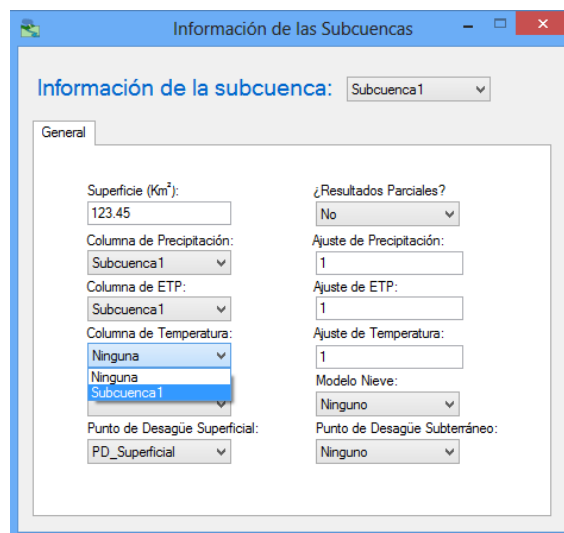 Información de las Subcuencas
Información de la subcuenca: Subcuenca1
General
Superficie (Km²): ¿Resultados Parciales?
123.45 No
Columna de Precipitación: Ajuste de Precipitación:
Subcuenca1 1
Columna de ETP: Ajuste de ETP:
Subcuenca1 1
Columna de Temperatura: Ajuste de Temperatura:
Ninguna 1
Ninguna Modelo Nieve:
Subcuenca1 Ninguno
Punto de Desagüe Superficial: Punto de Desagüe Subterráneo:
PD_Superficial Ninguno